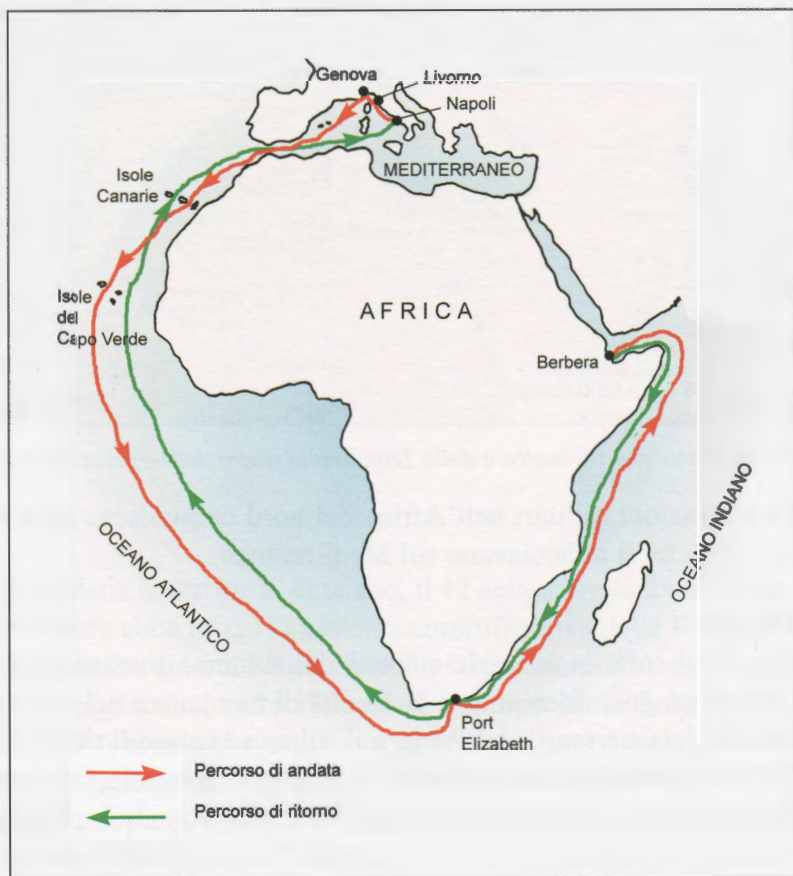 Genova
Livorno
Napoli
MEDITERRANEO
Isole
Canarie
Isole
del
Capo Verde
AFRICA
Berbera
OCEANO INDIANO
OCEANO ATLANTICO
Port
Elizabeth
Percorso di andata
Percorso di ritorno